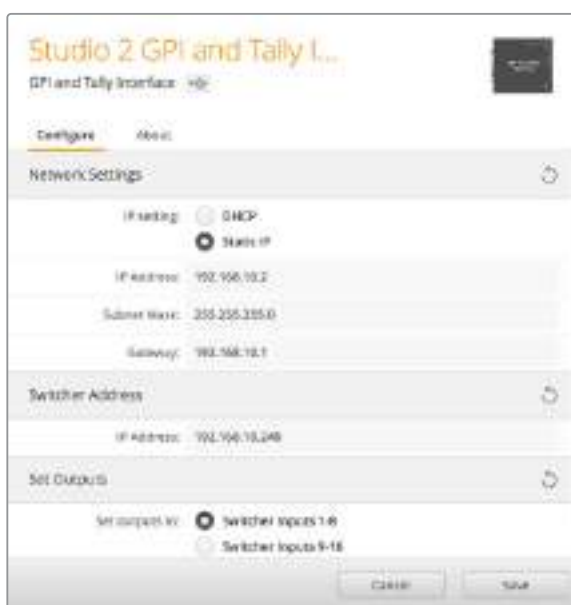 Studio 2 GPI and Tally I...
GPI and Tally Interface
Configure About
Network Settings
IP setting: DHCP
Static IP
IP Address: 192.168.10.2
Subnet Mask: 255.255.255.0
Gateway: 192.168.10.1
Switcher Address
IP Address: 192.168.10.240
Set Outputs
Set outputs to: Switcher Inputs 1-8
Switcher Inputs 9-16
Cancel Save